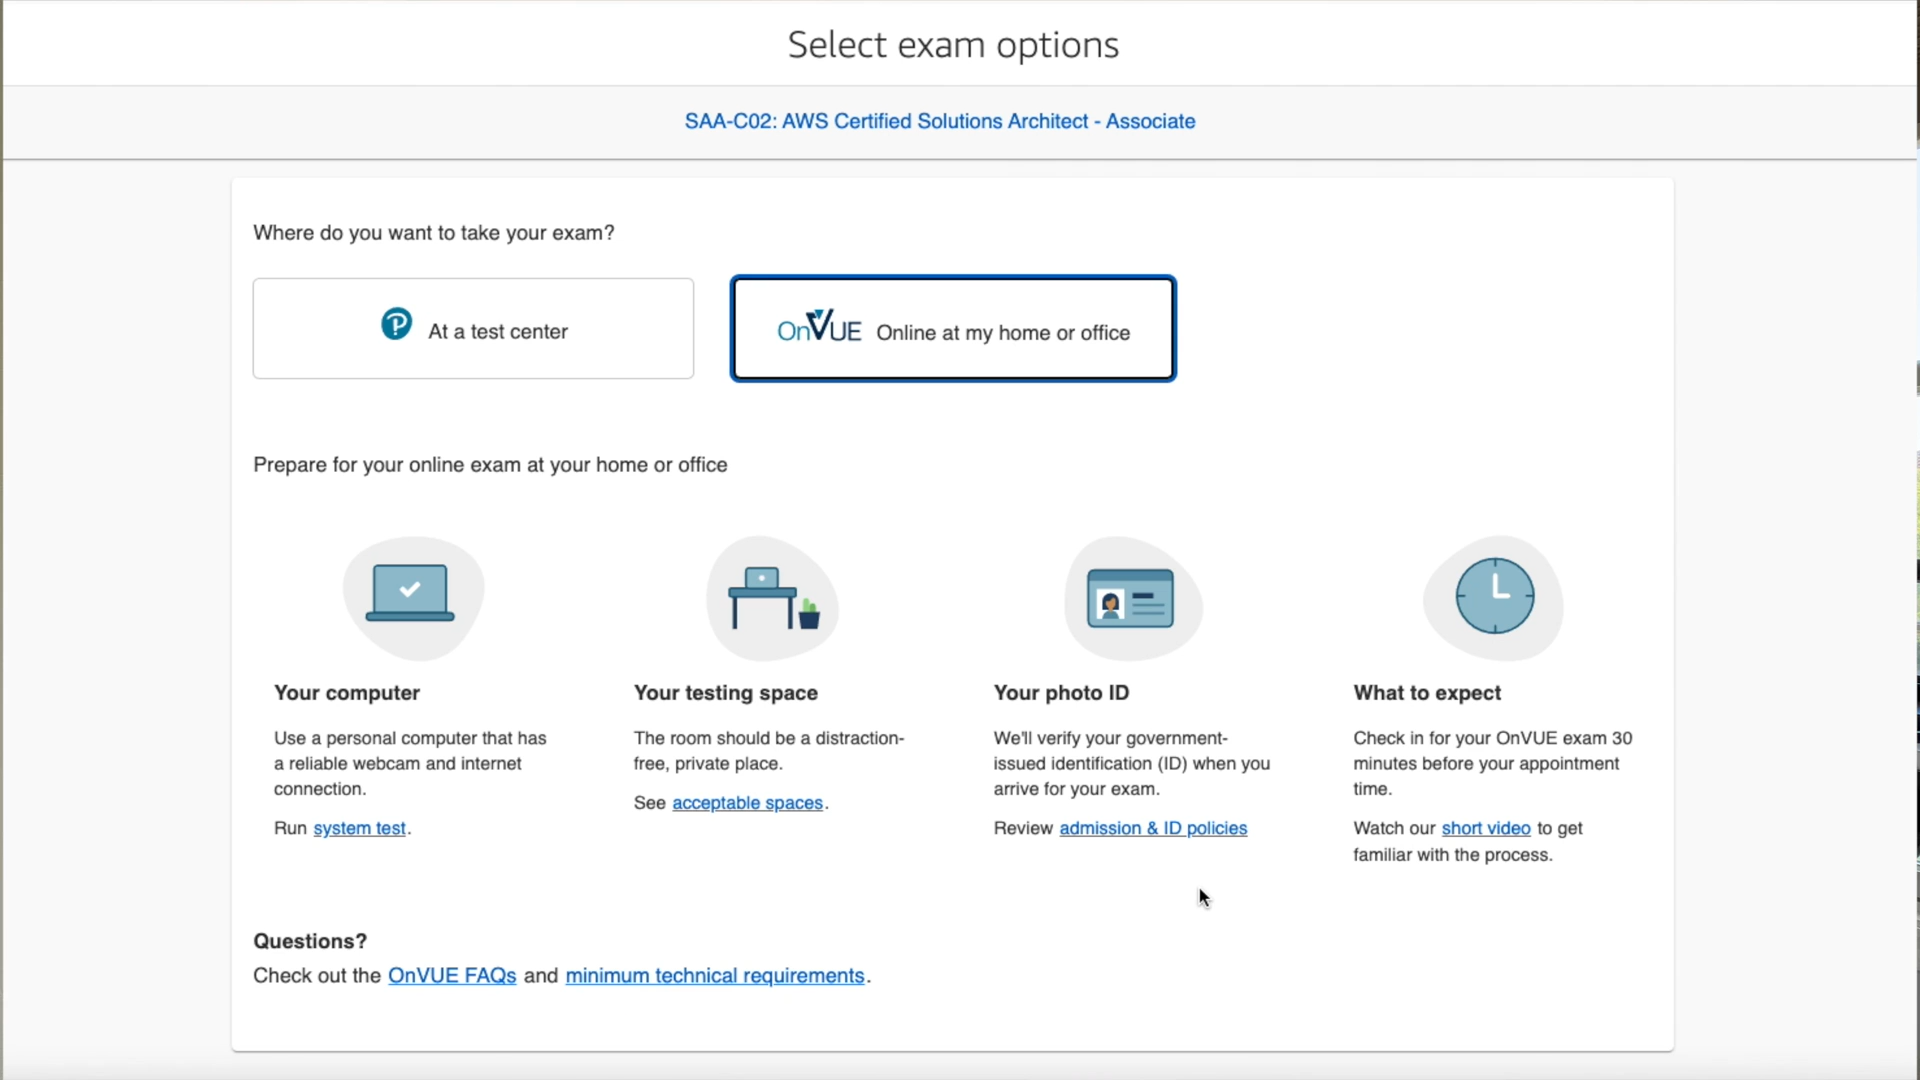 Select exam options
SAA-C02: AWS Certified Solutions Architect - Associate
Where do you want to take your exam?
At a test center
OnVUE Online at my home or office
Prepare for your online exam at your home or office
Your computer
Use a personal computer that has
a reliable webcam and internet
connection.
Run system test.
Your testing space
The room should be a distraction-
free, private place.
See acceptable spaces.
Your photo ID
We'll verify your government-
issued identification (ID) when you
arrive for your exam.
Review admission & ID policies
What to expect
Check in for your OnVUE exam 30
minutes before your appointment
time.
Watch our short video to get
familiar with the process.
Questions?
Check out the OnVUE FAQs and minimum technical requirements.